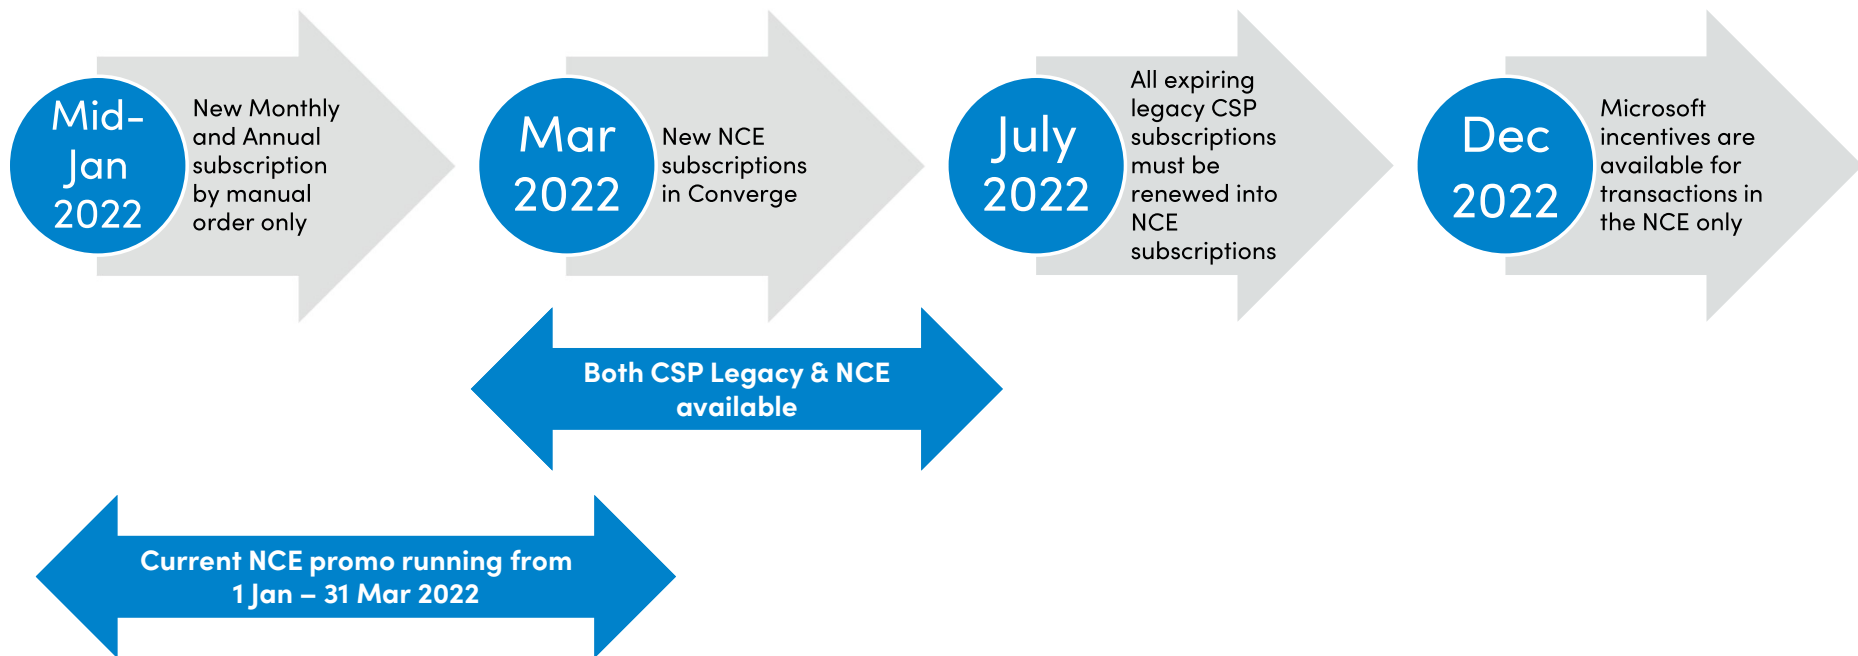 Mid-
Jan
2022
New Monthly
and Annual
subscription
by manual
order only
Mar
2022
New NCE
subscriptions
in Converge
July
2022
All expiring
legacy CSP
subscriptions
must be
renewed into
NCE
subscriptions
Dec
2022
Microsoft
incentives are
available for
transactions in
the NCE only
Both CSP Legacy & NCE
available
Current NCE promo running from
1 Jan – 31 Mar 2022